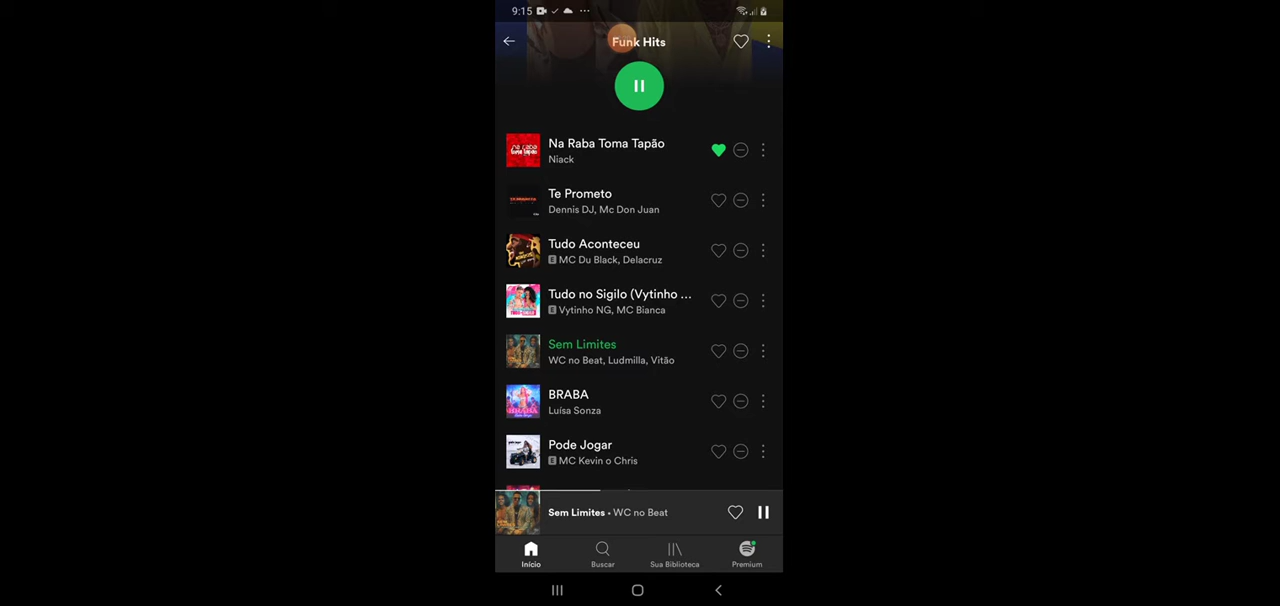 9:15
Funk Hits
Na Raba Toma Tapão
Niack
Te Prometo
Dennis DJ, Mc Don Juan
Tudo Aconteceu
E MC Du Black, Delacruz
Tudo no Sigilo (Vytinho ...
E Vytinho NG, MC Bianca
Sem Limites
WC no Beat, Ludmilla, Vitão
BRABA
Luísa Sonza
Pode Jogar
E MC Kevin o Chris
Sem Limites • WC no Beat
Início
Buscar
Sua Biblioteca
Premium